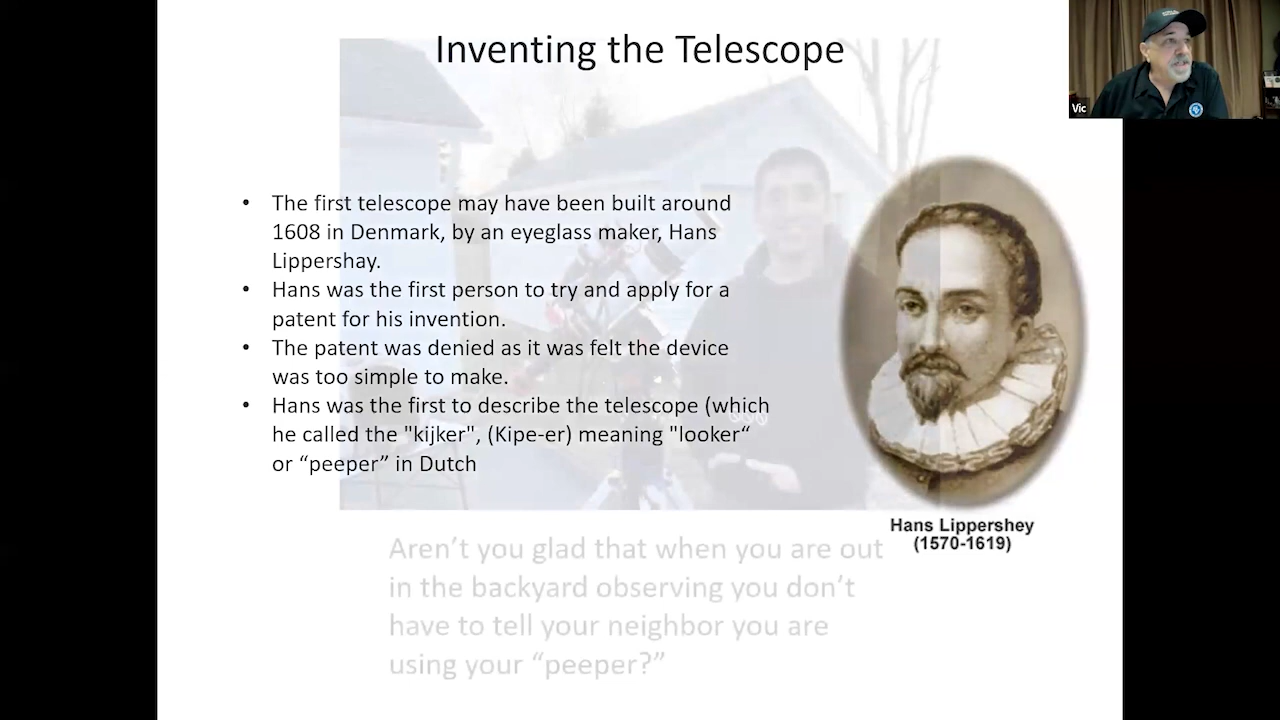 Inventing the Telescope
Vic
• The first telescope may have been built around
1608 in Denmark, by an eyeglass maker, Hans
Lippershay.
• Hans was the first person to try and apply for a
patent for his invention.
• The patent was denied as it was felt the device
was too simple to make.
• Hans was the first to describe the telescope (which
he called the "kijker", (Kipe-er) meaning "looker“
or “peeper” in Dutch
Hans Lippershey
(1570-1619)
Aren’t you glad that when you are out
in the backyard observing you don’t
have to tell your neighbor you are
using your “peeper?”